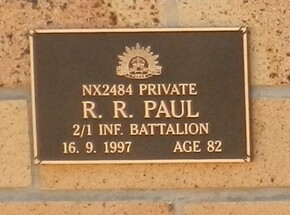 NX2484 PRIVATE
R. R. PAUL
2/1 INF. BATTALION
16. 9. 1997 AGE 82